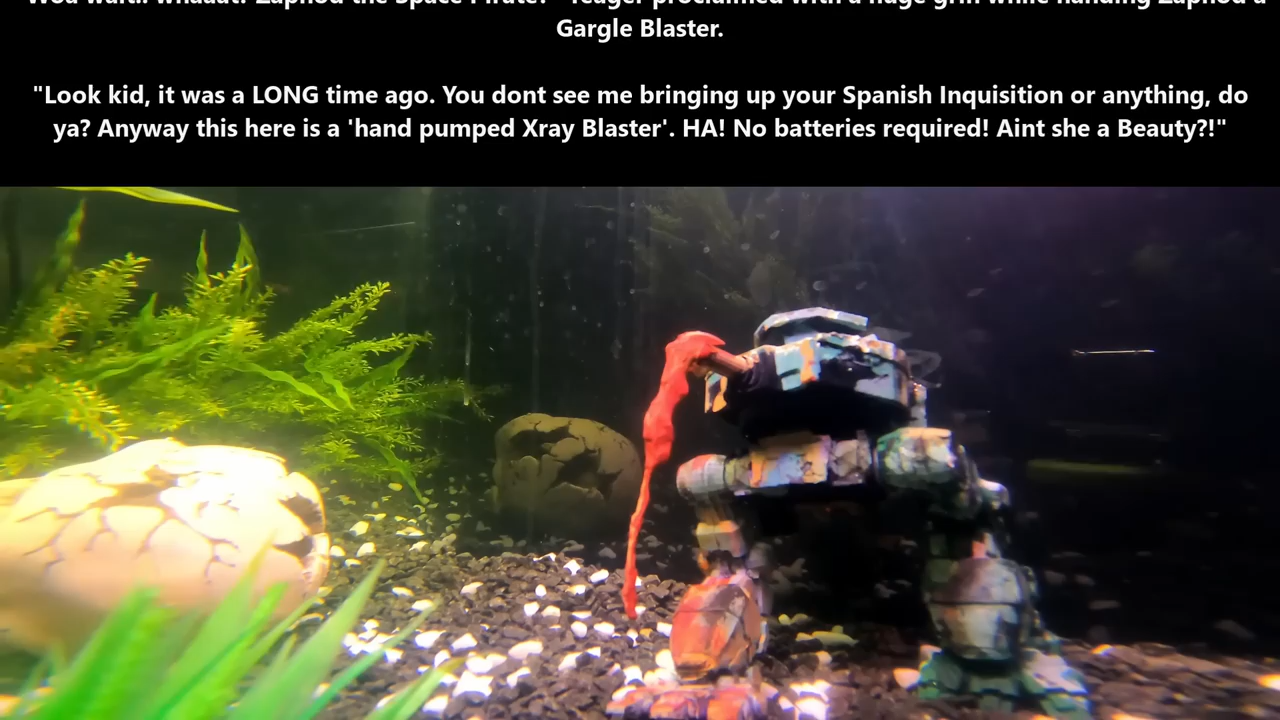 Gargle Blaster.
"Look kid, it was a LONG time ago. You dont see me bringing up your Spanish Inquisition or anything, do
ya? Anyway this here is a 'hand pumped Xray Blaster'. HA! No batteries required! Aint she a Beauty?!"